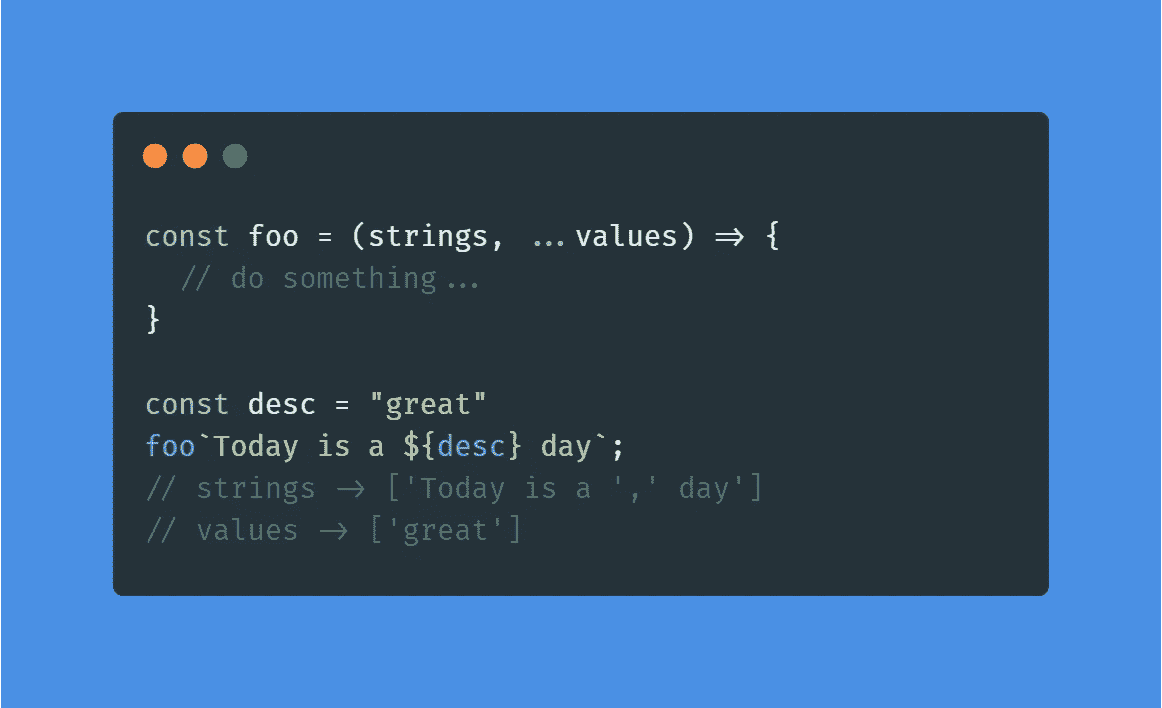 const foo = (strings, ...values) => {
// do something...
}
const desc = "great"
foo`Today is a ${desc} day`;
// strings -> ['Today is a ',' day']
// values -> ['great']